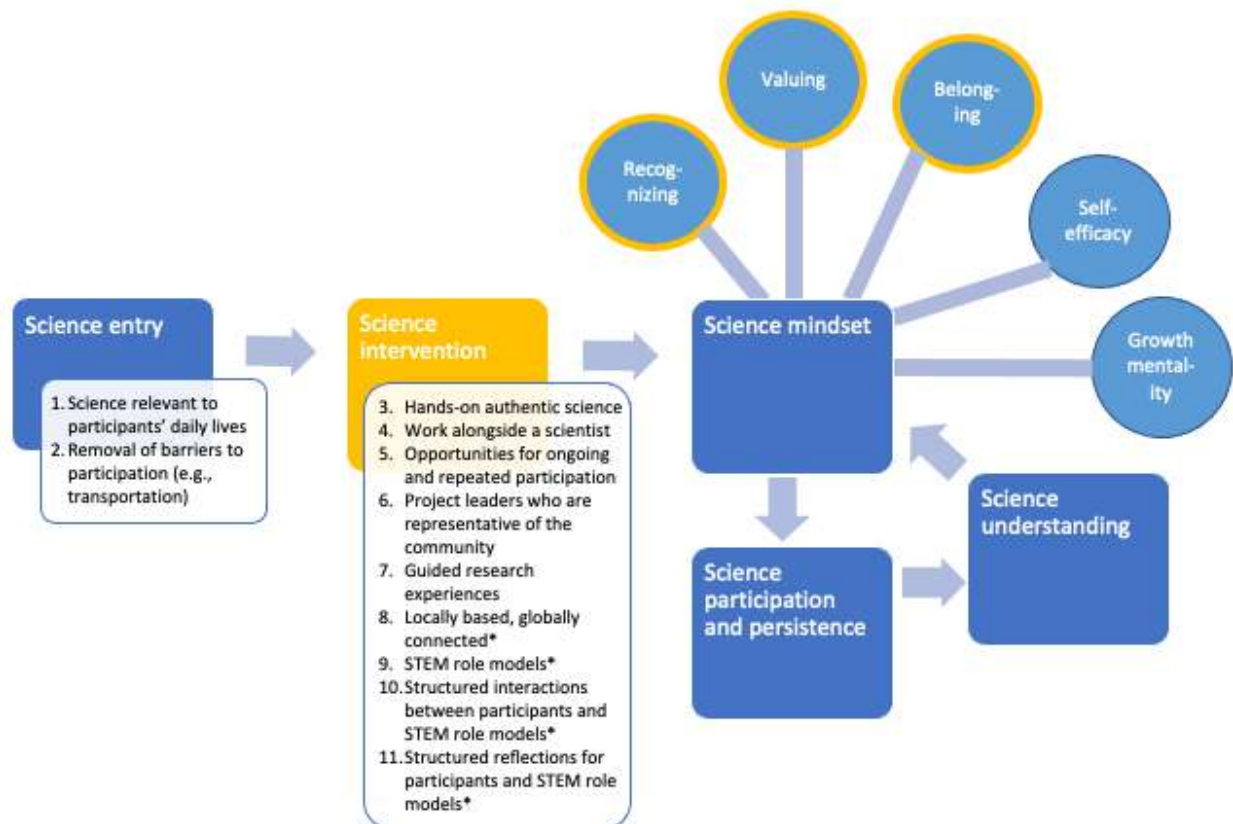 Valuing
Belong-
ing
Recog-
nizing
Self-
efficacy
Growth
mental-
ity
Science entry
1. Science relevant to
participants' daily lives
2. Removal of barriers to
participation (e.g.,
transportation)
Science
intervention
3. Hands-on authentic science
4. Work alongside a scientist
5. Opportunities for ongoing
and repeated participation
6. Project leaders who are
representative of the
community
7. Guided research
experiences
8. Locally based, globally
connected*
9. STEM role models*
10. Structured interactions
between participants and
STEM role models*
11. Structured reflections for
participants and STEM role
models*
Science mindset
Science
participation
and persistence
Science
understanding